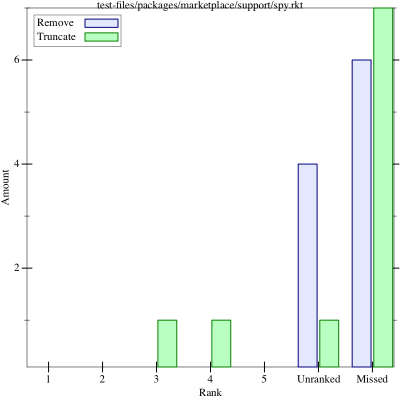 test-files/packages/marketplace/support/spy.rkt
Remove
Truncate
6
4
2
Amount
1 2 3 4 5 Unranked Missed
Rank